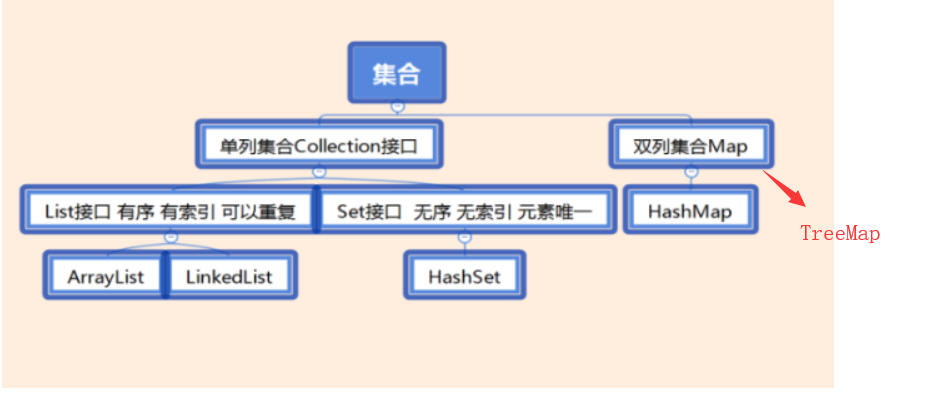 集合
单列集合Collection接口
双列集合Map
List接口 有序 有索引 可以重复
Set接口 无序 无索引 元素唯一
HashMap
TreeMap
ArrayList
LinkedList
HashSet